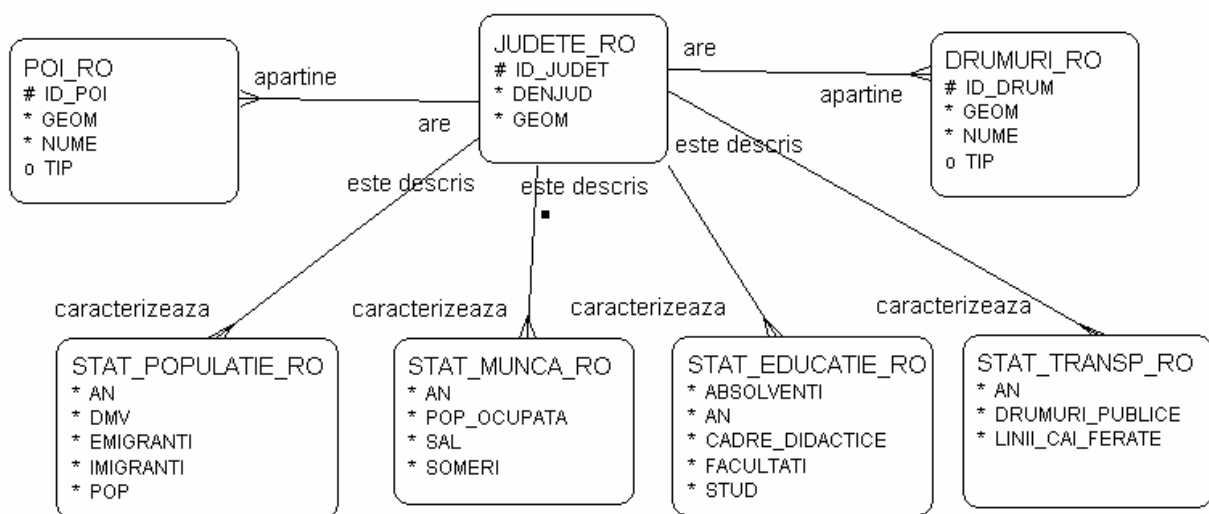 POI_RO
# ID_POI
* GEOM
* NUME
o TIP
apartine
are
JUDETE_RO
# ID_JUDET
* DENJUD
* GEOM
are
apartine
DRUMURI_RO
# ID_DRUM
* GEOM
* NUME
o TIP
este descris
este descris
este descris
caracterizeaza
caracterizeaza
caracterizeaza
caracterizeaza
STAT_POPULATIE_RO
* AN
* DMV
* EMIGRANTI
* IMIGRANTI
* POP
STAT_MUNCA_RO
* AN
* POP_OCUPATA
* SAL
* SOMERI
STAT_EDUCATIE_RO
* ABSOLVENTI
* AN
* CADRE_DIDACTICE
* FACULTATI
* STUD
STAT_TRANSP_RO
* AN
* DRUMURI_PUBLICE
* LINII_CAI_FERATE